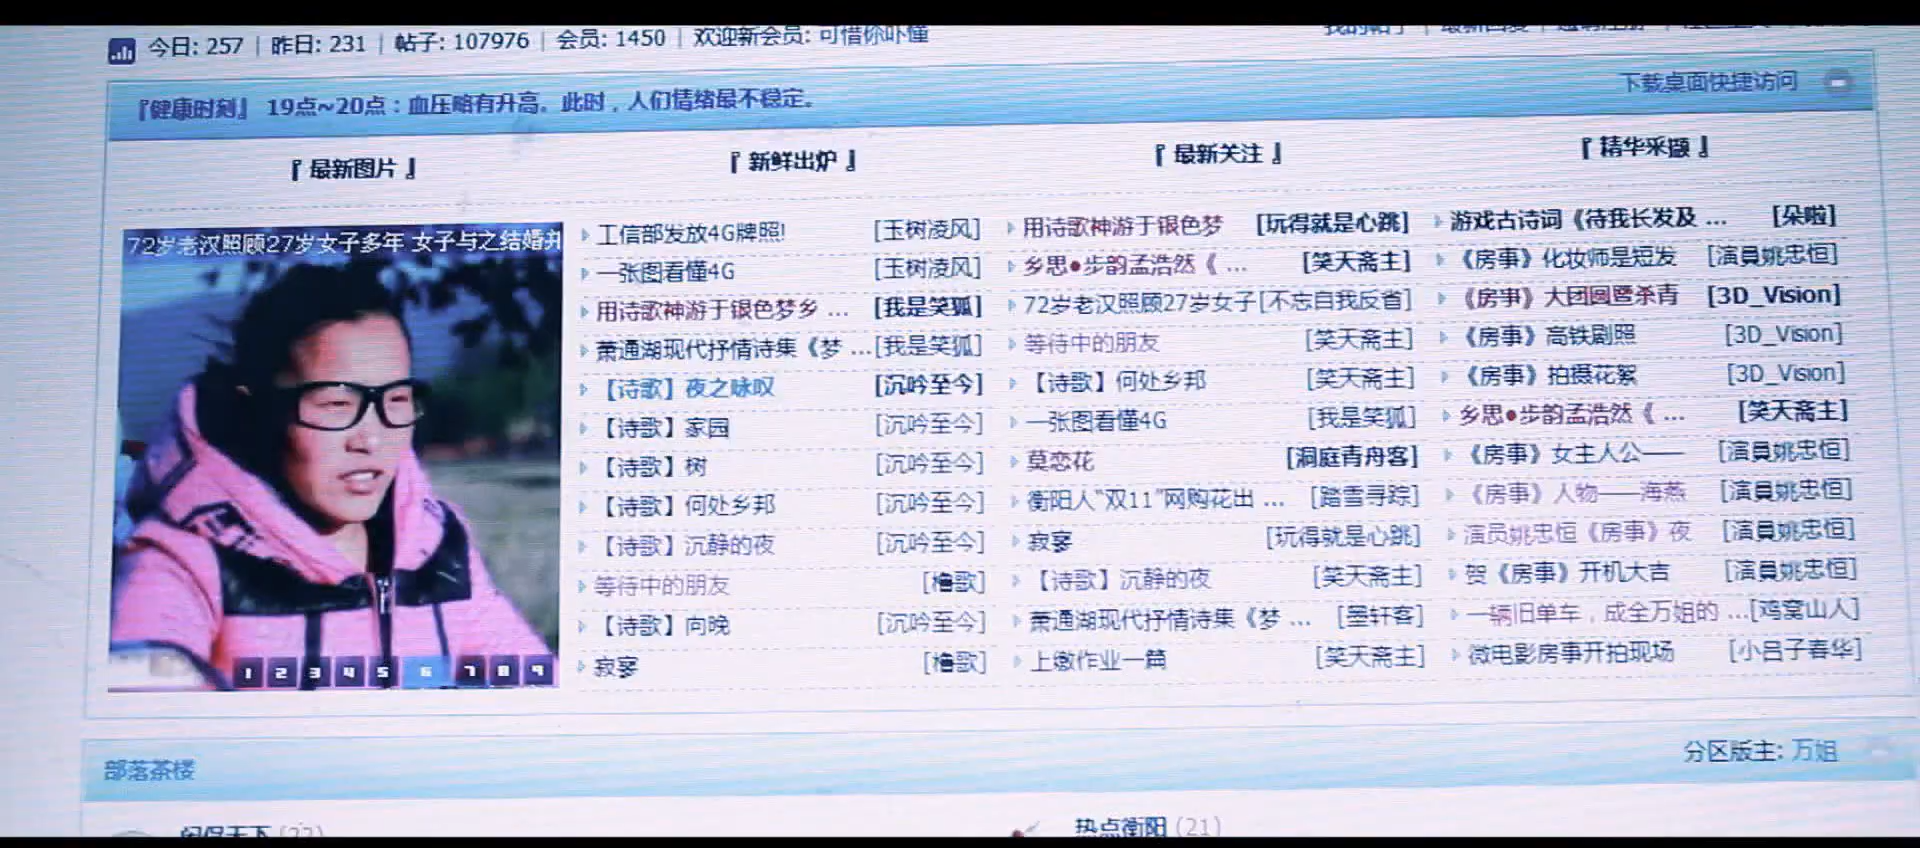 今日: 257 | 昨日: 231 | 帖子: 107976 | 会员: 1450 | 欢迎新会员: 可惜你卟懂
『健康时刻』 19点~20点：血压略有升高。此时，人们情绪最不稳定。
下载桌面快捷访问
『 最新图片 』
『 新鲜出炉 』
『 最新关注 』
『 精华采撷 』
72岁老汉照顾27岁女子多年 女子与之结婚并
1 2 3 4 5 6 7 8 9
工信部发放4G牌照! [玉树凌风]
一张图看懂4G [玉树凌风]
用诗歌神游于银色梦乡 ... [我是笑狐]
萧通湖现代抒情诗集《梦 ... [我是笑狐]
【诗歌】夜之咏叹 [沉吟至今]
【诗歌】家园 [沉吟至今]
【诗歌】树 [沉吟至今]
【诗歌】何处乡邦 [沉吟至今]
【诗歌】沉静的夜 [沉吟至今]
等待中的朋友 [橹歌]
【诗歌】向晚 [沉吟至今]
寂寥 [橹歌]
用诗歌神游于银色梦 [玩得就是心跳]
乡思●步韵孟浩然《 ... [笑天斋主]
72岁老汉照顾27岁女子 [不忘自我反省]
等待中的朋友 [笑天斋主]
【诗歌】何处乡邦 [笑天斋主]
一张图看懂4G [我是笑狐]
莫恋花 [洞庭青舟客]
衡阳人“双11”网购花出 ... [踏雪寻踪]
寂寥 [玩得就是心跳]
【诗歌】沉静的夜 [笑天斋主]
萧通湖现代抒情诗集《梦 ... [墨轩客]
上缴作业一篇 [笑天斋主]
游戏古诗词《待我长发及 ... [朵啦]
《房事》化妆师是短发 [演員姚忠恒]
《房事》大团圆暨杀青 [3D_Vision]
《房事》高铁剧照 [3D_Vision]
《房事》拍摄花絮 [3D_Vision]
乡思●步韵孟浩然《 ... [笑天斋主]
《房事》女主人公—— [演員姚忠恒]
《房事》人物——海燕 [演員姚忠恒]
演员姚忠恒《房事》夜 [演員姚忠恒]
贺《房事》开机大吉 [演員姚忠恒]
一辆旧单车，成全万姐的 ... [鸡窝山人]
微电影房事开拍现场 [小吕子春华]
部落茶楼
分区版主: 万姐
热点衡阳 (21)